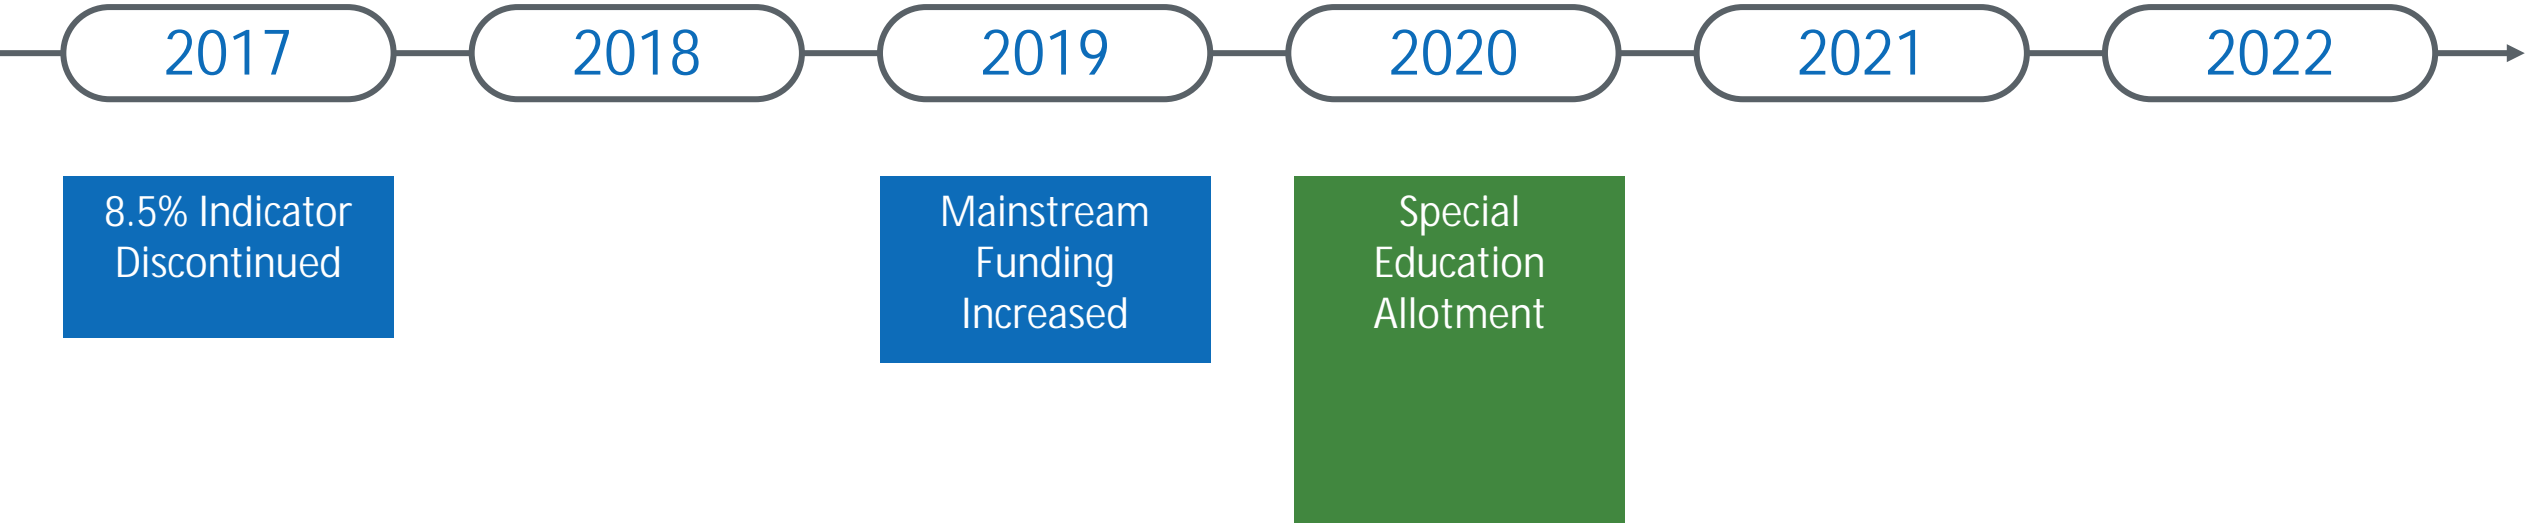 2017 2018 2019 2020 2021 2022
8.5% Indicator
Discontinued
Mainstream
Funding
Increased
Special
Education
Allotment